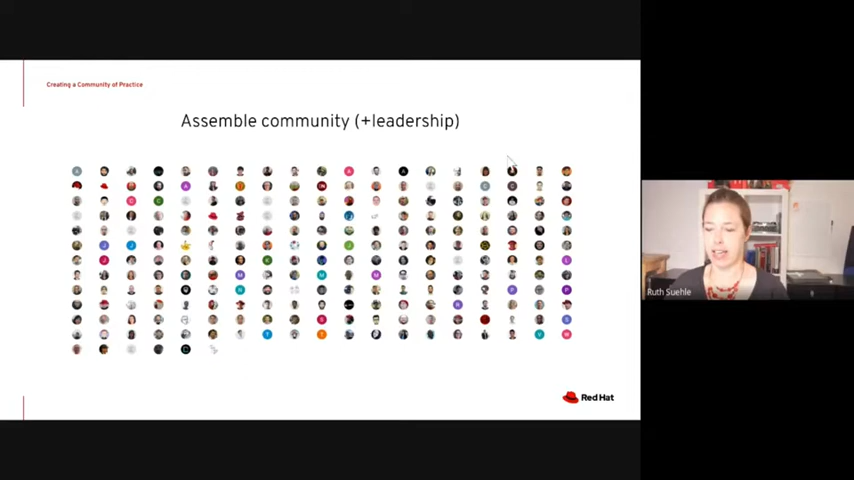 Creating a Community of Practice
Assemble community (+leadership)
Red Hat
Ruth Suehle